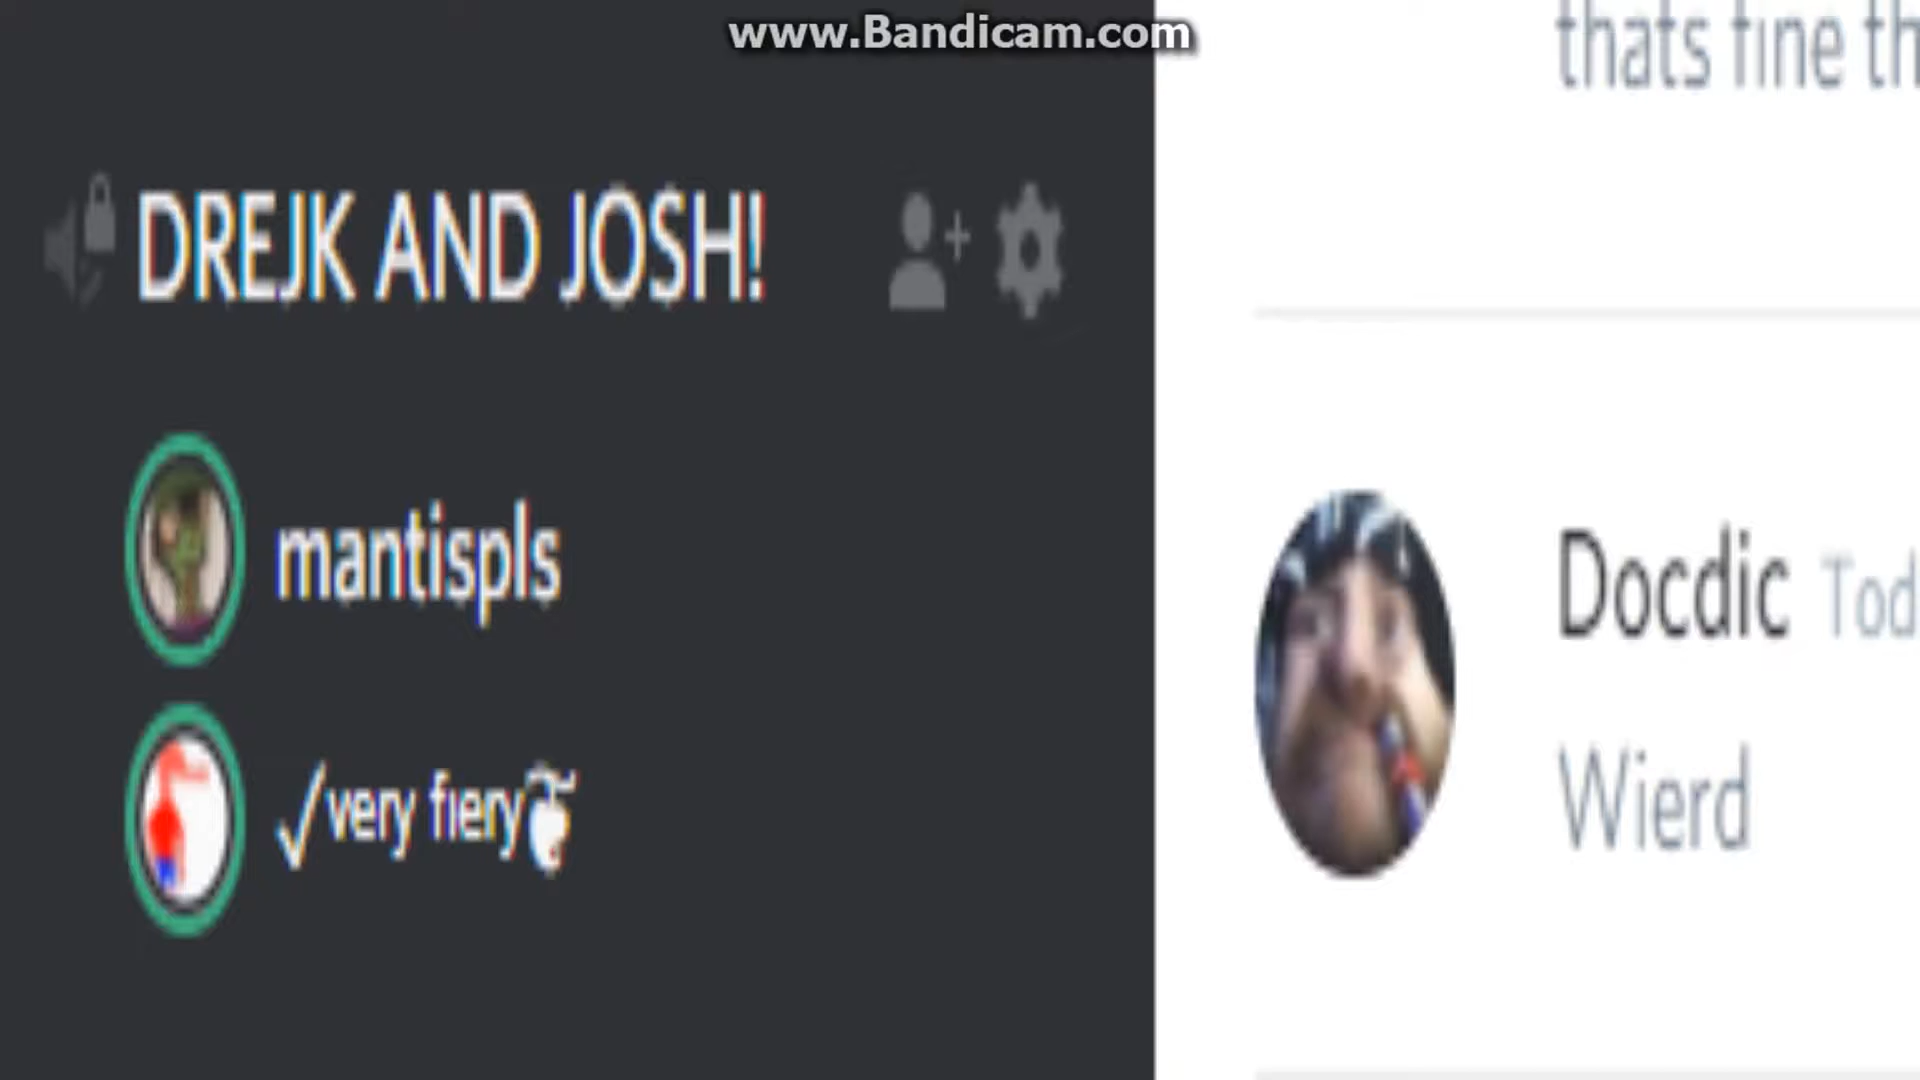 www.Bandicam.com
DREJK AND JOSH!
mantispls
√very fiery
thats fine th
Docdic Tod
Wierd